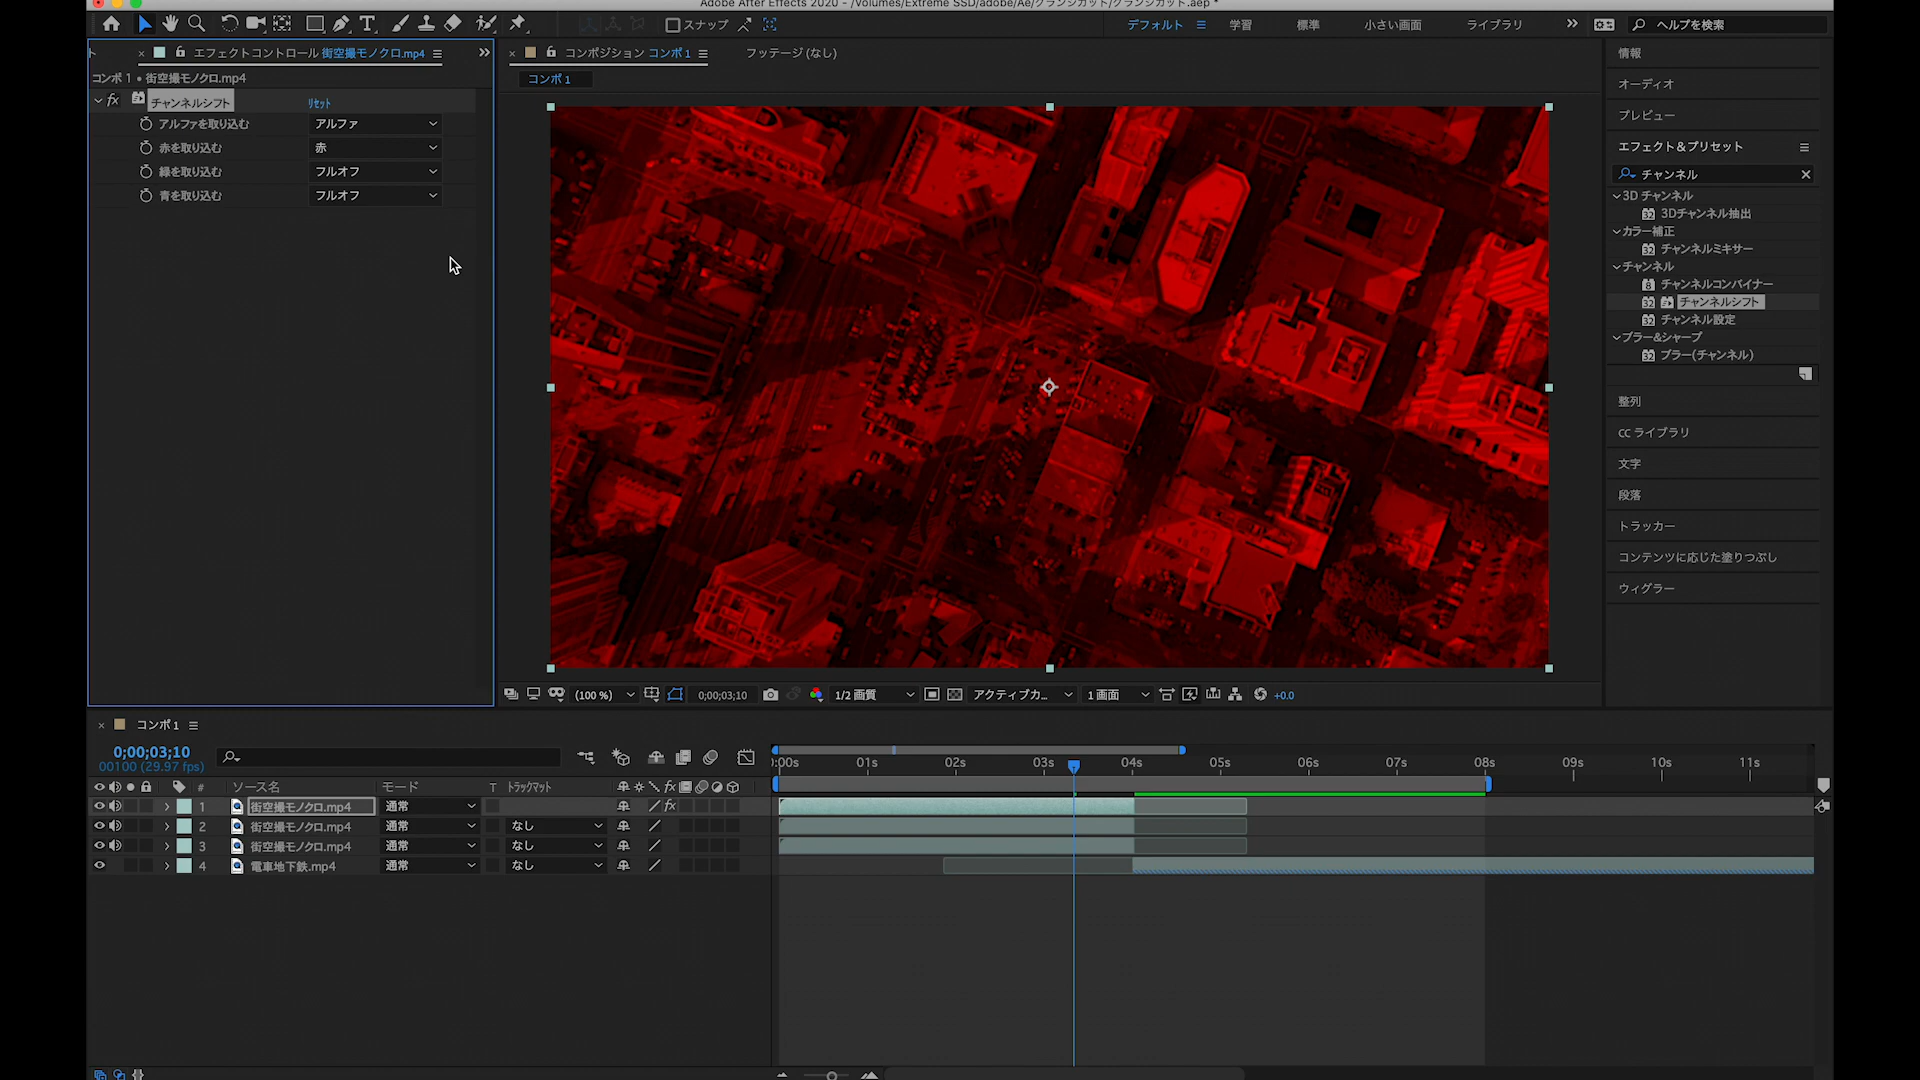 Adobe After Effects 2020 - /Volumes/Extreme SSD/adobe/Ae/グランジカット/グランジカット.aep *
スナップ
デフォルト
学習
標準
小さい画面
ライブラリ
ヘルプを検索
エフェクトコントロール 街空撮モノクロ.mp4
コンポ 1 • 街空撮モノクロ.mp4
fx チャンネルシフト リセット
アルファを取り込む アルファ
赤を取り込む 赤
緑を取り込む フルオフ
青を取り込む フルオフ
コンポジション コンポ 1
フッテージ (なし)
コンポ 1
(100 %)
0;00;03;10
1/2 画質
アクティブカ...
1 画面
+0.0
情報
オーディオ
プレビュー
エフェクト＆プリセット
チャンネル
3D チャンネル
3Dチャンネル抽出
カラー補正
チャンネルミキサー
チャンネル
チャンネルコンバイナー
チャンネルシフト
チャンネル設定
ブラー&シャープ
ブラー(チャンネル)
整列
CC ライブラリ
文字
段落
トラッカー
コンテンツに応じた塗りつぶし
ウィグラー
コンポ 1
0;00;03;10
00100 (29.97 fps)
:00s 01s 02s 03s 04s 05s 06s 07s 08s 09s 10s 11s
# ソース名 モード T トラックマット
1 街空撮モノクロ.mp4 通常
2 街空撮モノクロ.mp4 通常 なし
3 街空撮モノクロ.mp4 通常 なし
4 電車地下鉄.mp4 通常 なし